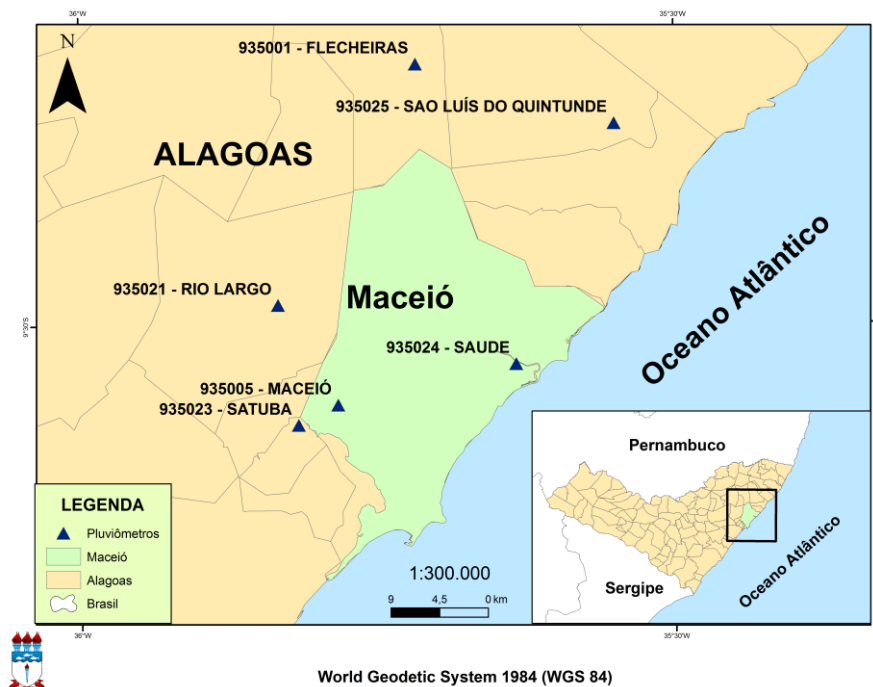 36°W
35°30'W
N
935001 - FLECHEIRAS
935025 - SAO LUÍS DO QUINTUNDE
ALAGOAS
935021 - RIO LARGO
Maceió
Oceano Atlântico
9°30'S
935024 - SAUDE
935005 - MACEIÓ
935023 - SATUBA
LEGENDA
Pluviômetros
Maceió
Alagoas
Brasil
1:300.000
9 4,5 0 km
Pernambuco
Sergipe
Oceano Atlântico
36°W
35°30'W
World Geodetic System 1984 (WGS 84)